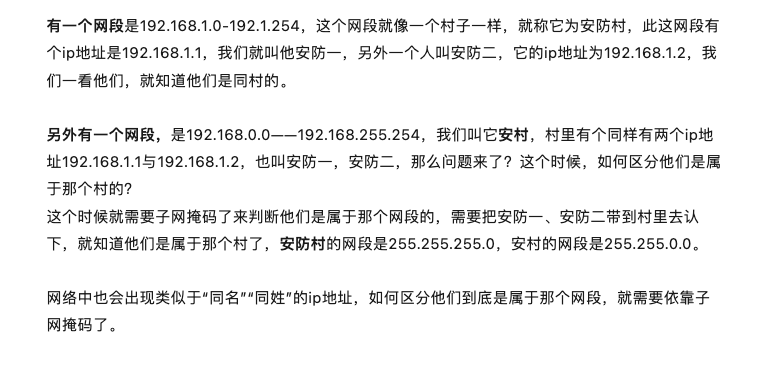 有一个网段是192.168.1.0-192.1.254，这个网段就像一个村子一样，就称它为安防村，此这网段有
个ip地址是192.168.1.1，我们就叫他安防一，另外一个人叫安防二，它的ip地址为192.168.1.2，我
们一看他们，就知道他们是同村的。
另外有一个网段，是192.168.0.0——192.168.255.254，我们叫它安村，村里有个同样有两个ip地
址192.168.1.1与192.168.1.2，也叫安防一，安防二，那么问题来了？这个时候，如何区分他们是属
于那个村的？
这个时候就需要子网掩码了来判断他们是属于那个网段的，需要把安防一、安防二带到村里去认
下，就知道他们是属于那个村了，安防村的网段是255.255.255.0，安村的网段是255.255.0.0。
网络中也会出现类似于“同名”“同姓”的ip地址，如何区分他们到底是属于那个网段，就需要依靠子
网掩码了。